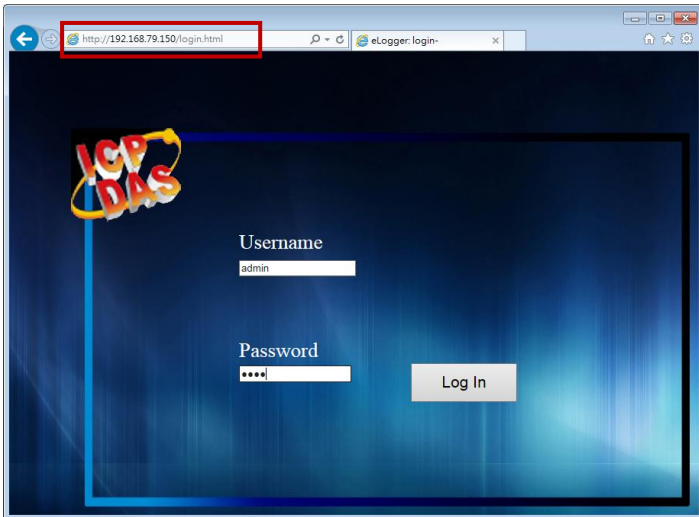 http://192.168.79.150/login.html
eLogger: login-
ICP
DAS
Username
admin
Password
••••
Log In